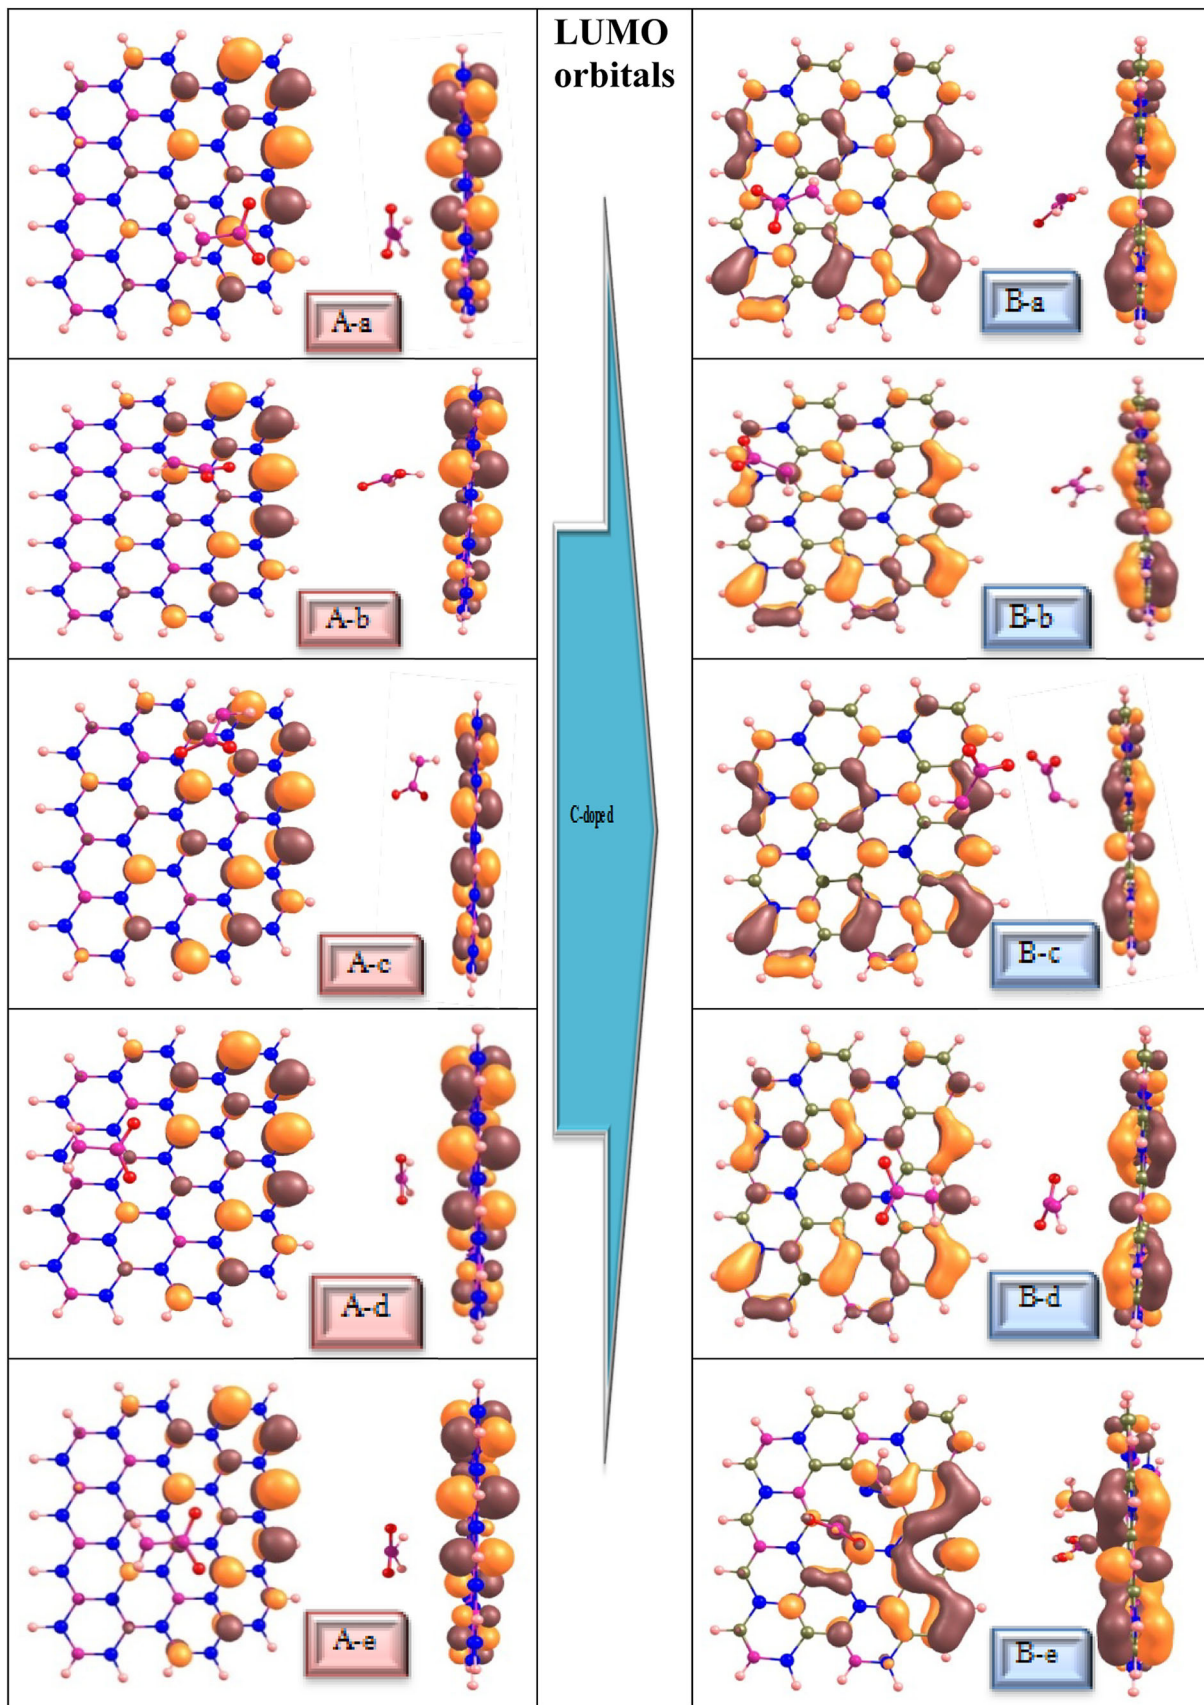 LUMO
orbitals
A-a
B-a
A-b
B-b
A-c
C-doped
B-c
A-d
B-d
A-e
B-e